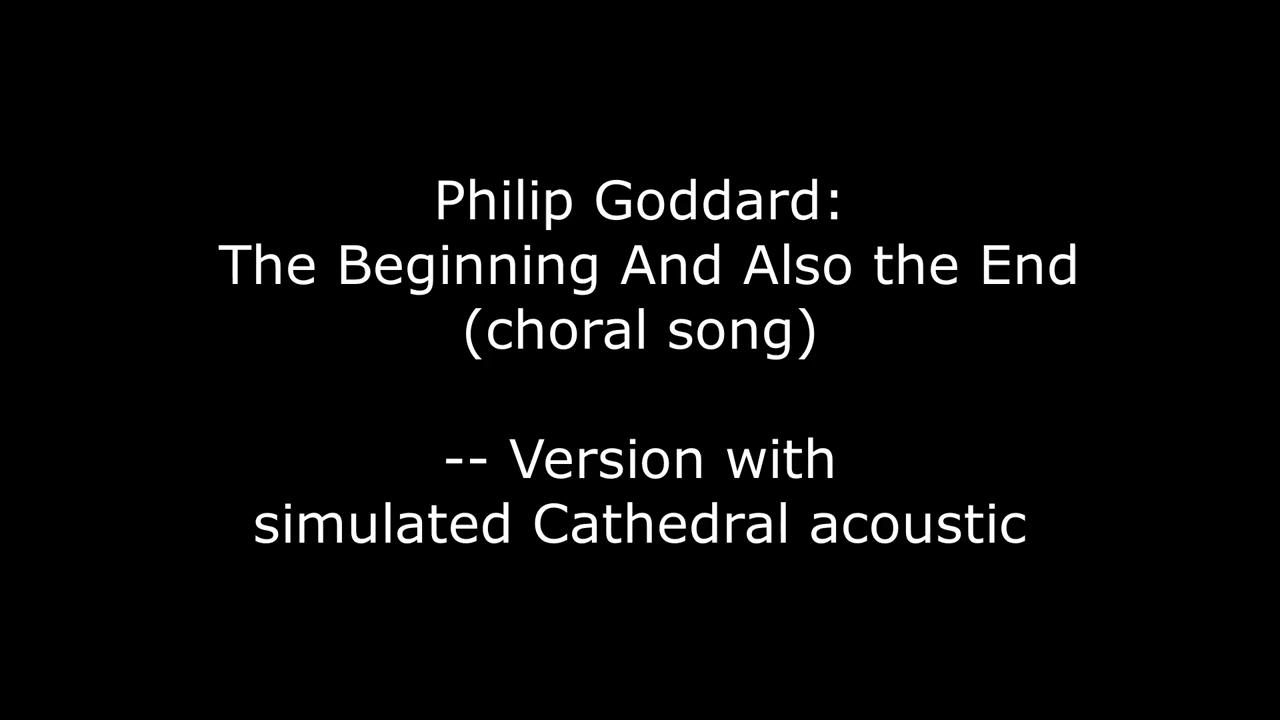 Philip Goddard:
The Beginning And Also the End
(choral song)
-- Version with
simulated Cathedral acoustic